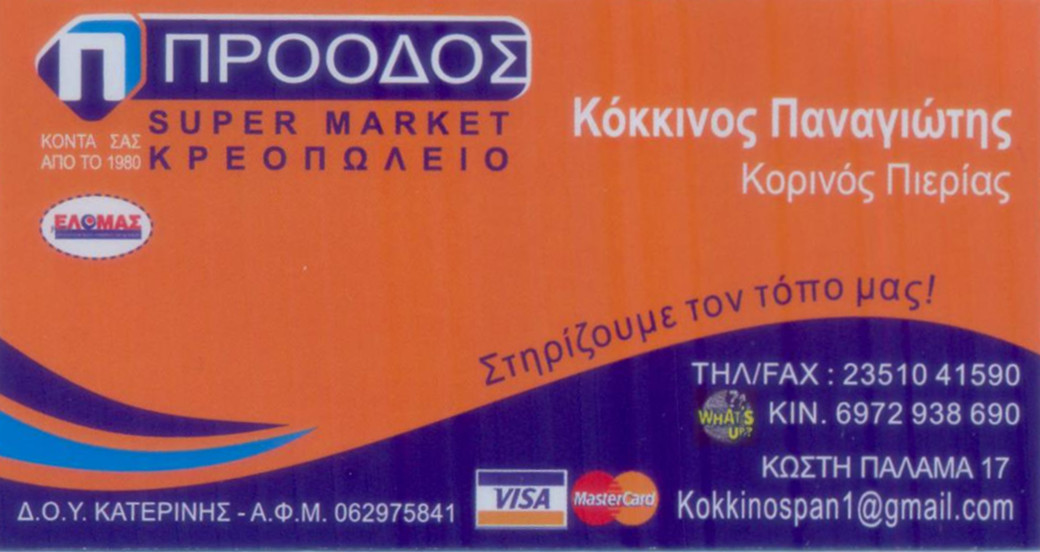 Π ΠΡΟΟΔΟΣ
SUPER MARKET
ΚΡΕΟΠΩΛΕΙΟ
ΚΟΝΤΑ ΣΑΣ
ΑΠΟ ΤΟ 1980
ΕΛΟΜΑΣ
Κόκκινος Παναγιώτης
Κορινός Πιερίας
Στηρίζουμε τον τόπο μας!
ΤΗΛ/FAX : 23510 41590
WHAT'S UP?
ΚΙΝ. 6972 938 690
ΚΩΣΤΗ ΠΑΛΑΜΑ 17
Kokkinospan1@gmail.com
VISA
MasterCard
Δ.Ο.Υ. ΚΑΤΕΡΙΝΗΣ - Α.Φ.Μ. 062975841